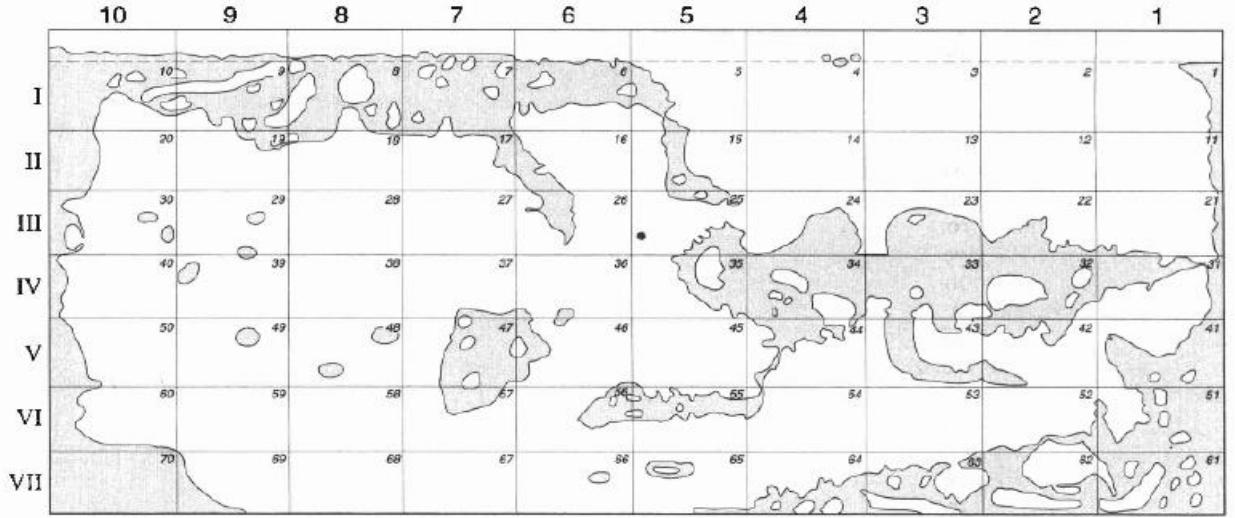 10 9 8 7 6 5 4 3 2 1
I 10 9 8 7 6 5 4 3 2 1
II 20 19 18 17 16 15 14 13 12 11
III 30 29 28 27 26 25 24 23 22 21
IV 40 39 38 37 36 35 34 33 32 31
V 50 49 48 47 46 45 44 43 42 41
VI 60 59 58 57 56 55 54 53 52 51
VII 70 69 68 67 66 65 64 63 62 61